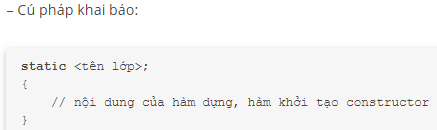 – Cú pháp khai báo:
static <tên lớp>;
{
// nội dung của hàm dựng, hàm khởi tạo constructor
}